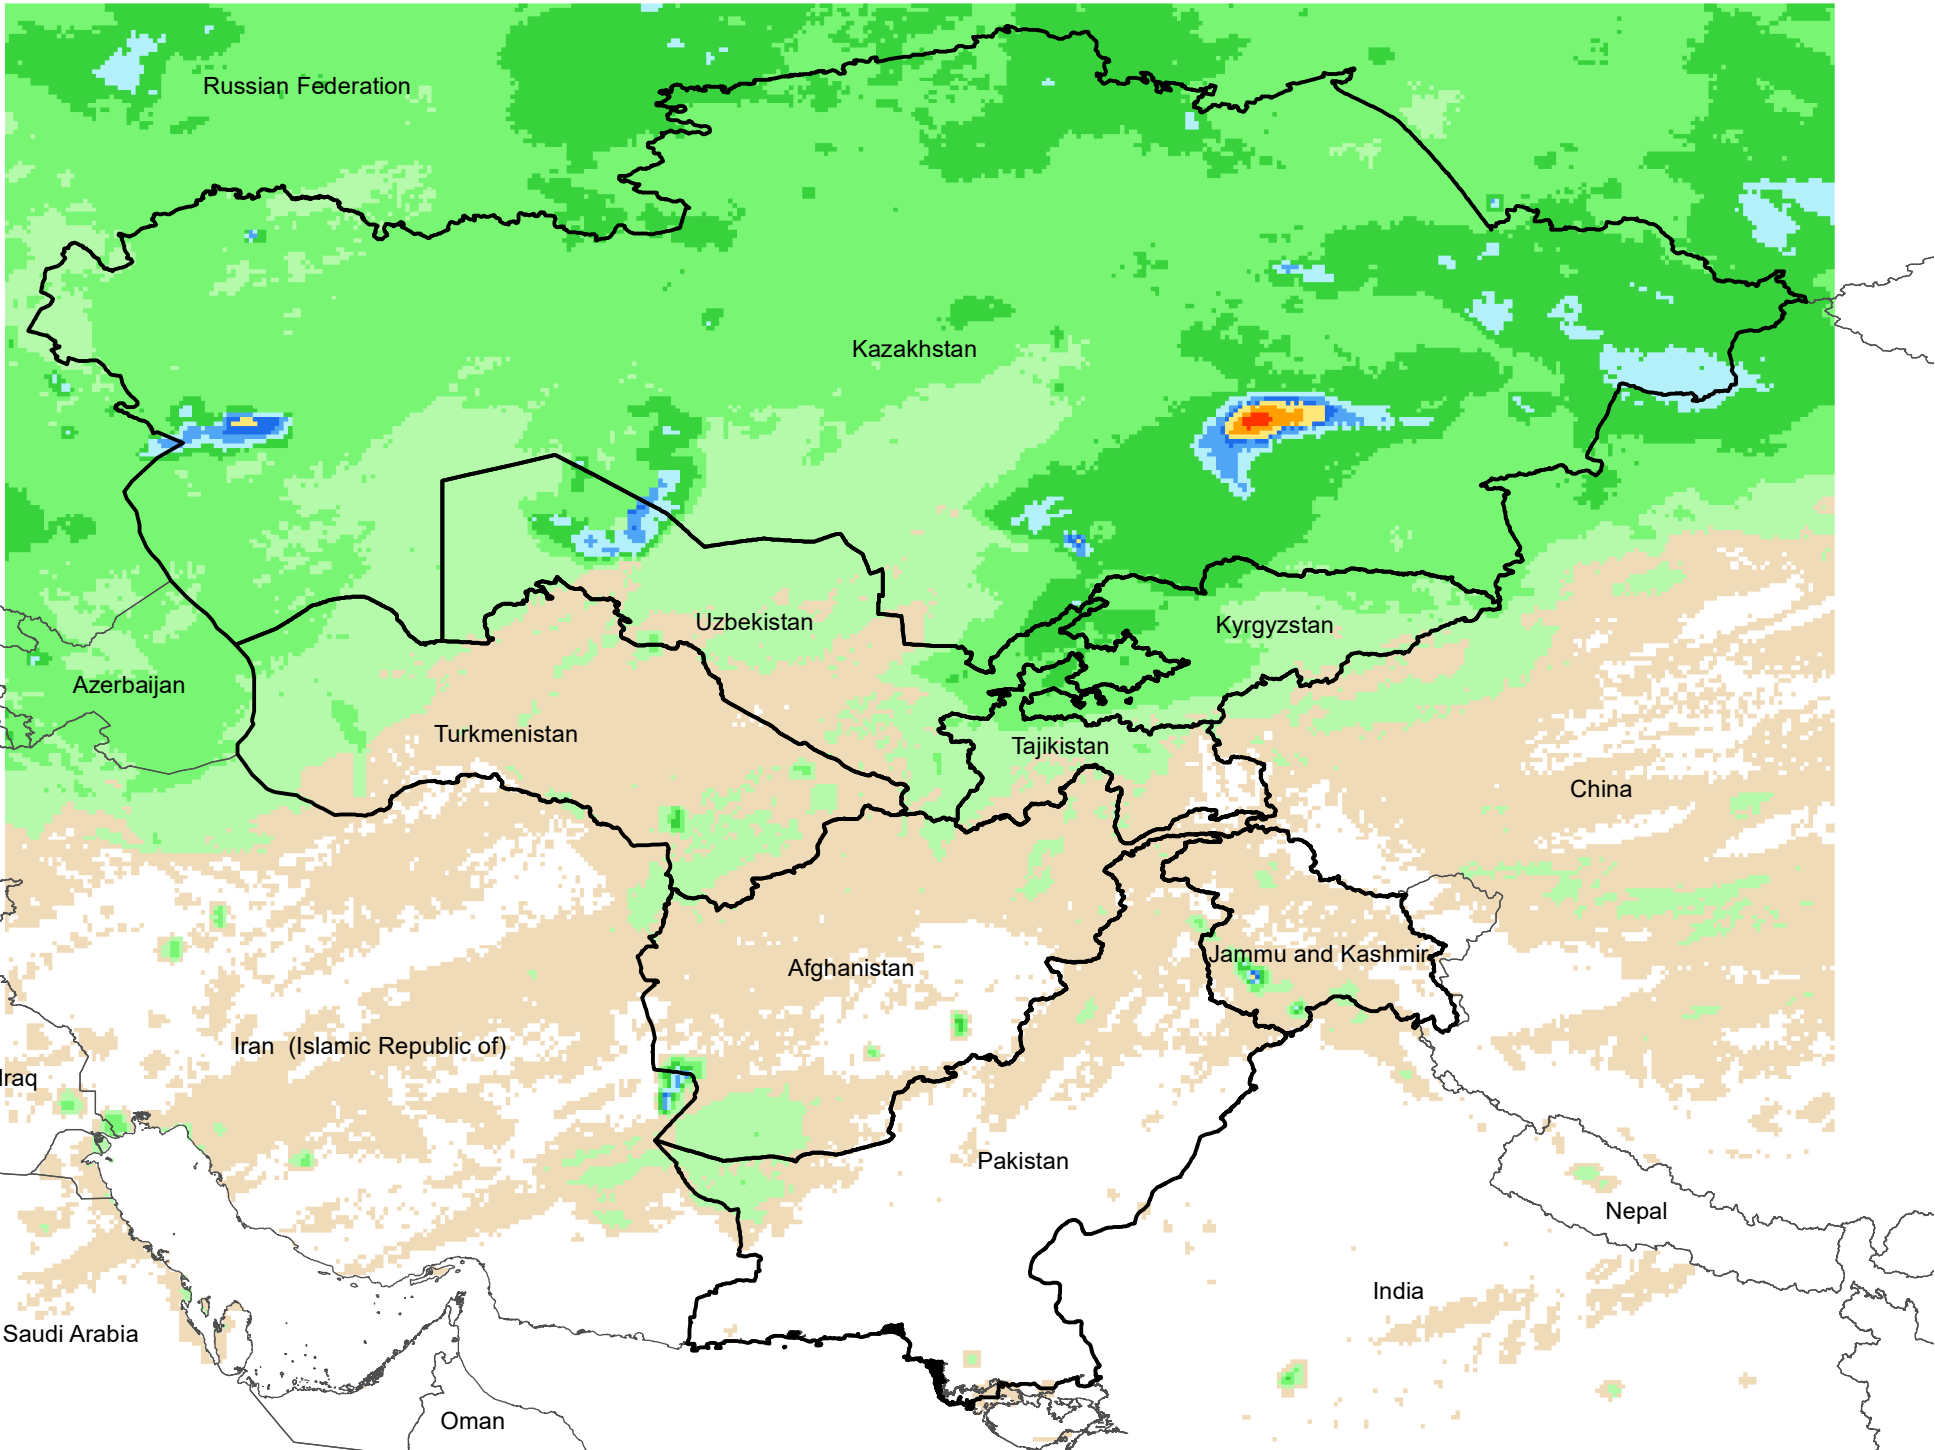 Russian Federation
Kazakhstan
Uzbekistan
Kyrgyzstan
Azerbaijan
Turkmenistan
Tajikistan
China
Jammu and Kashmir
Afghanistan
Iran  (Islamic Republic of)
Iraq
Pakistan
Nepal
India
Saudi Arabia
Oman